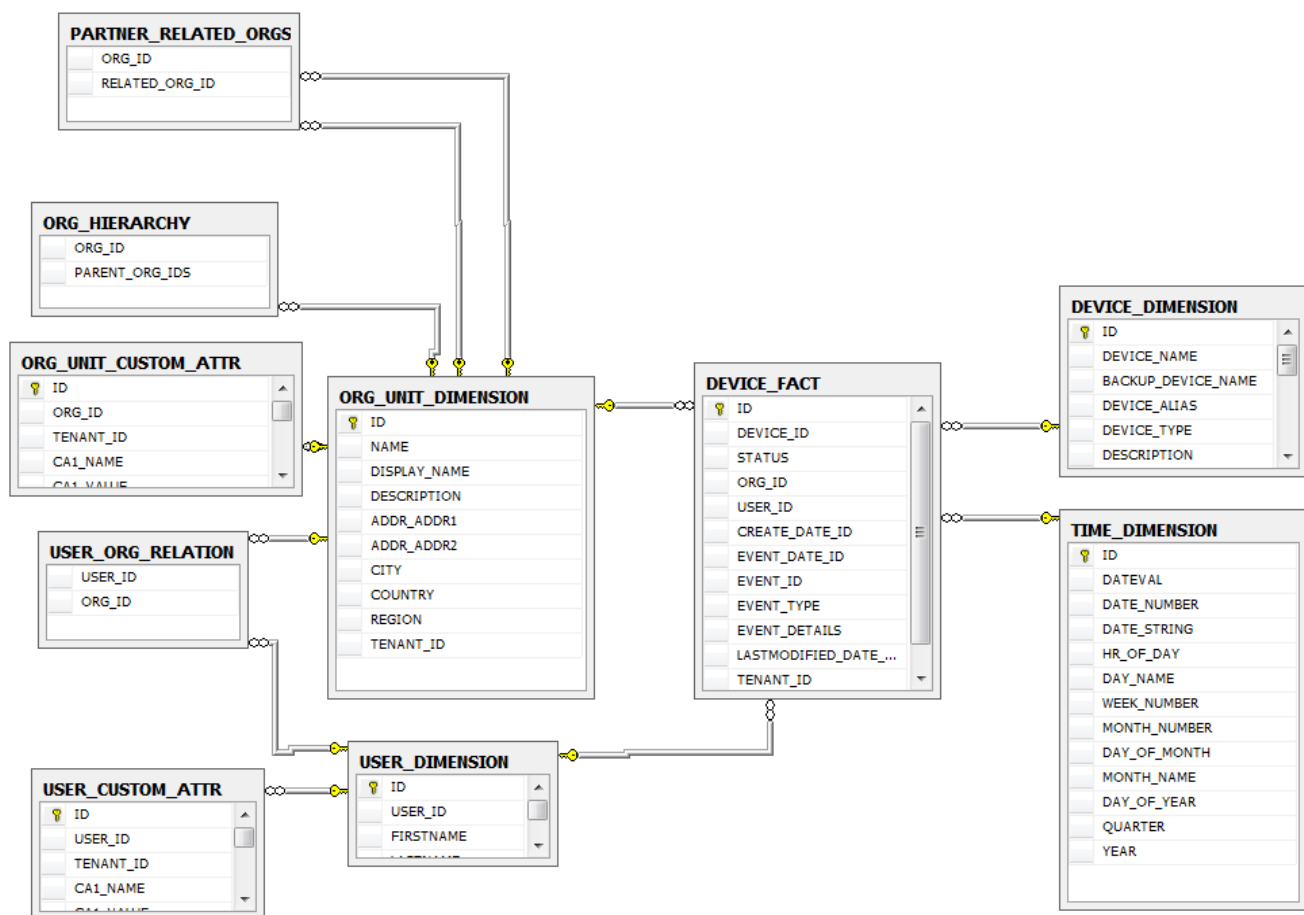 PARTNER_RELATED_ORGS
ORG_ID
RELATED_ORG_ID
ORG_HIERARCHY
ORG_ID
PARENT_ORG_IDS
ORG_UNIT_CUSTOM_ATTR
ID
ORG_ID
TENANT_ID
CA1_NAME
CA1_VALUE
USER_ORG_RELATION
USER_ID
ORG_ID
USER_CUSTOM_ATTR
ID
USER_ID
TENANT_ID
CA1_NAME
ORG_UNIT_DIMENSION
ID
NAME
DISPLAY_NAME
DESCRIPTION
ADDR_ADDR1
ADDR_ADDR2
CITY
COUNTRY
REGION
TENANT_ID
USER_DIMENSION
ID
USER_ID
FIRSTNAME
DEVICE_FACT
ID
DEVICE_ID
STATUS
ORG_ID
USER_ID
CREATE_DATE_ID
EVENT_DATE_ID
EVENT_ID
EVENT_TYPE
EVENT_DETAILS
LASTMODIFIED_DATE_...
TENANT_ID
DEVICE_DIMENSION
ID
DEVICE_NAME
BACKUP_DEVICE_NAME
DEVICE_ALIAS
DEVICE_TYPE
DESCRIPTION
TIME_DIMENSION
ID
DATEVAL
DATE_NUMBER
DATE_STRING
HR_OF_DAY
DAY_NAME
WEEK_NUMBER
MONTH_NUMBER
DAY_OF_MONTH
MONTH_NAME
DAY_OF_YEAR
QUARTER
YEAR